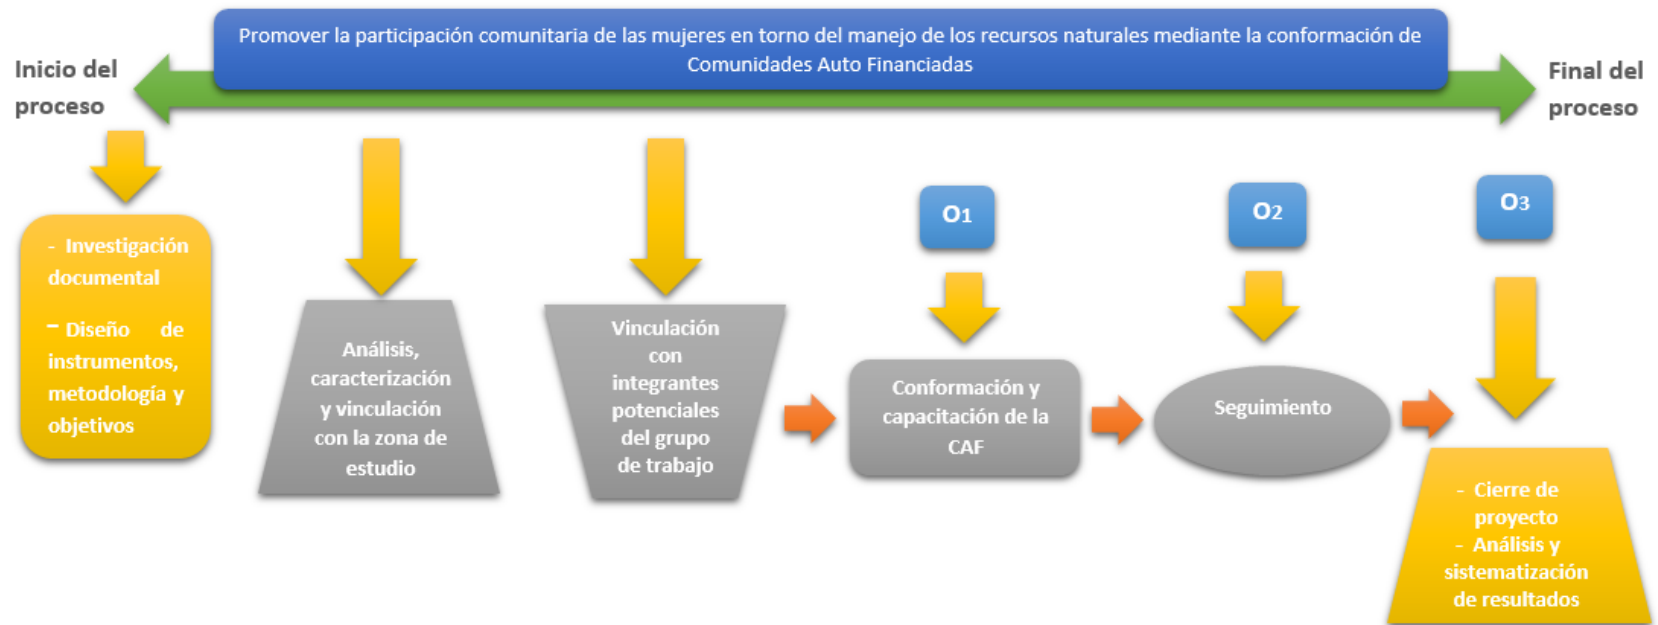 Promover la participación comunitaria de las mujeres en torno del manejo de los recursos naturales mediante la conformación de
Comunidades Auto Financiadas
Inicio del
proceso
Final del
proceso
- Investigación
documental
- Diseño de
instrumentos,
metodología y
objetivos
Análisis,
caracterización
y vinculación
con la zona de
estudio
Vinculación
con
integrantes
potenciales
del grupo
de trabajo
O1
Conformación y
capacitación de la
CAF
O2
Seguimiento
O3
- Cierre de
proyecto
- Análisis y
sistematización
de resultados